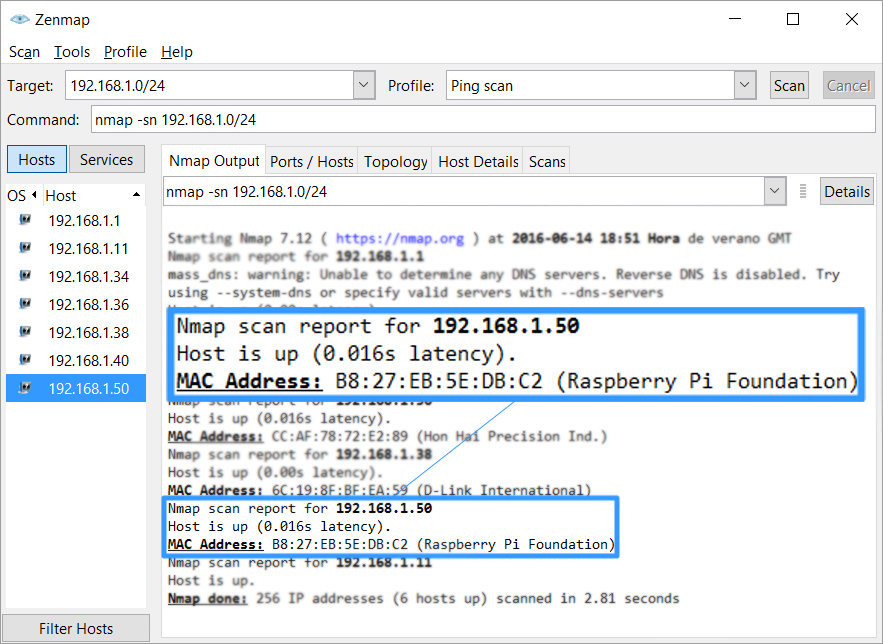 Zenmap
Scan Tools Profile Help
Target: 192.168.1.0/24 Profile: Ping scan Scan Cancel
Command: nmap -sn 192.168.1.0/24
Hosts Services
OS Host
192.168.1.1
192.168.1.11
192.168.1.34
192.168.1.36
192.168.1.38
192.168.1.40
192.168.1.50
Filter Hosts
Nmap Output Ports / Hosts Topology Host Details Scans
nmap -sn 192.168.1.0/24 Details
Starting Nmap 7.12 ( https://nmap.org ) at 2016-06-14 18:51 Hora de verano GMT
Nmap scan report for 192.168.1.1
mass_dns: warning: Unable to determine any DNS servers. Reverse DNS is disabled. Try
using --system-dns or specify valid servers with --dns-servers
Nmap scan report for 192.168.1.50
Host is up (0.016s latency).
MAC Address: B8:27:EB:5E:DB:C2 (Raspberry Pi Foundation)
Nmap scan report for
Host is up (0.016s latency).
MAC Address: CC:AF:78:72:E2:89 (Hon Hai Precision Ind.)
Nmap scan report for 192.168.1.38
Host is up (0.00s latency).
MAC Address: 6C:19:8F:BF:EA:59 (D-Link International)
Nmap scan report for 192.168.1.50
Host is up (0.016s latency).
MAC Address: B8:27:EB:5E:DB:C2 (Raspberry Pi Foundation)
Nmap scan report for 192.168.1.11
Host is up.
Nmap done: 256 IP addresses (6 hosts up) scanned in 2.81 seconds